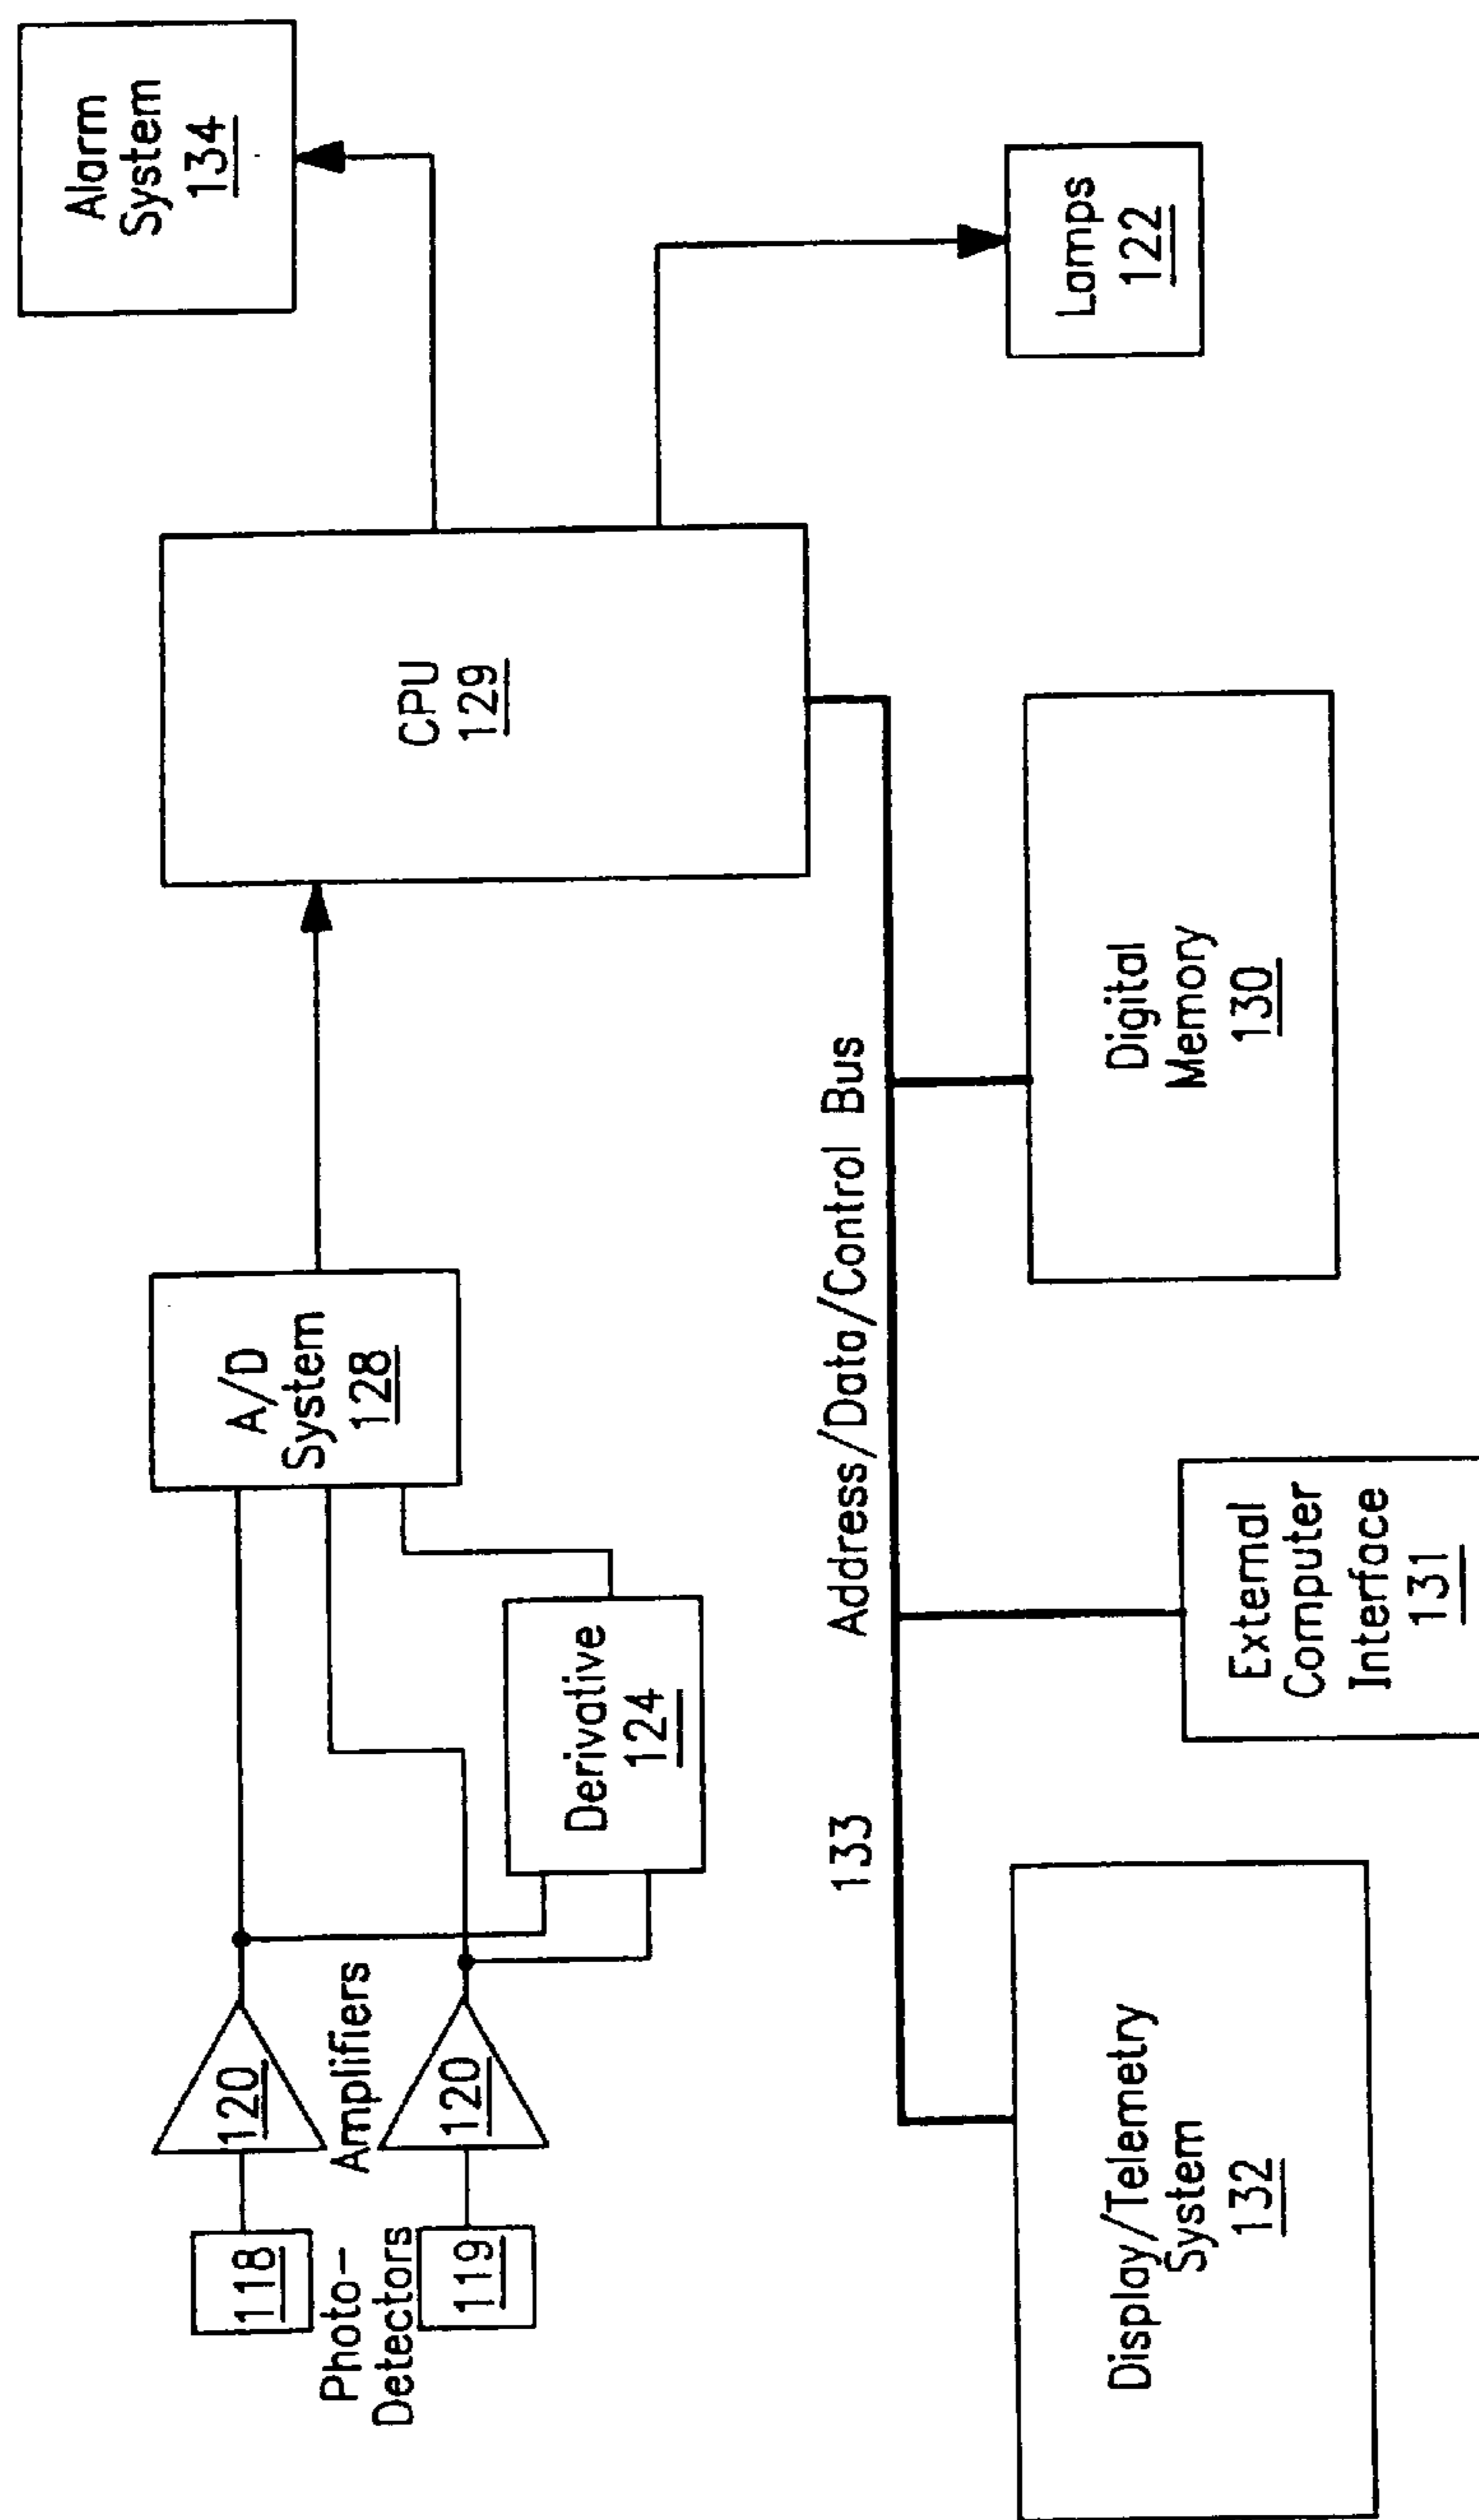 118
Photo-
Detectors
119
120
Amplifiers
120
Derivative
124
A/D
System
128
CPU
129
Alarm
System
134
Lamps
122
133
Address/Data/Control Bus
Display/Telemetry
System
132
External
Computer
Interface
131
Digital
Memory
130